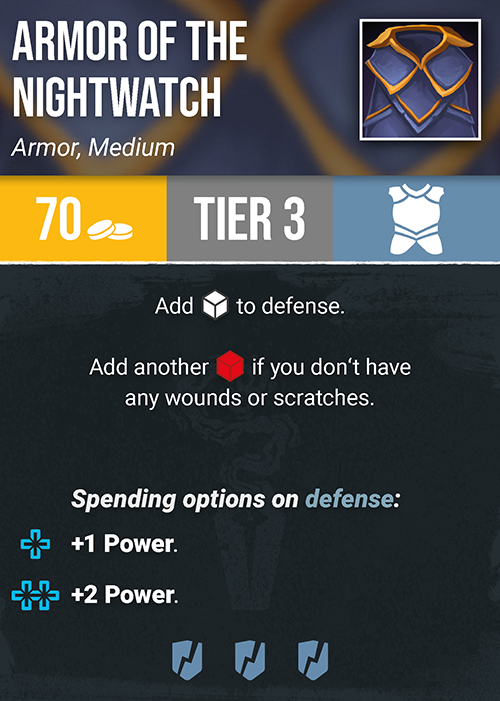 ARMOR OF THE
NIGHTWATCH
Armor, Medium
70 TIER 3
Add to defense.
Add another if you don‘t have
any wounds or scratches.
Spending options on defense:
+1 Power.
+2 Power.